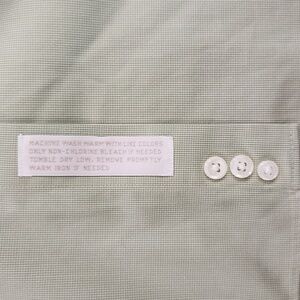 MACHINE WASH WARM WITH LIKE COLORS
ONLY NON-CHLORINE BLEACH IF NEEDED
TUMBLE DRY LOW, REMOVE PROMPTLY
WARM IRON IF NEEDED